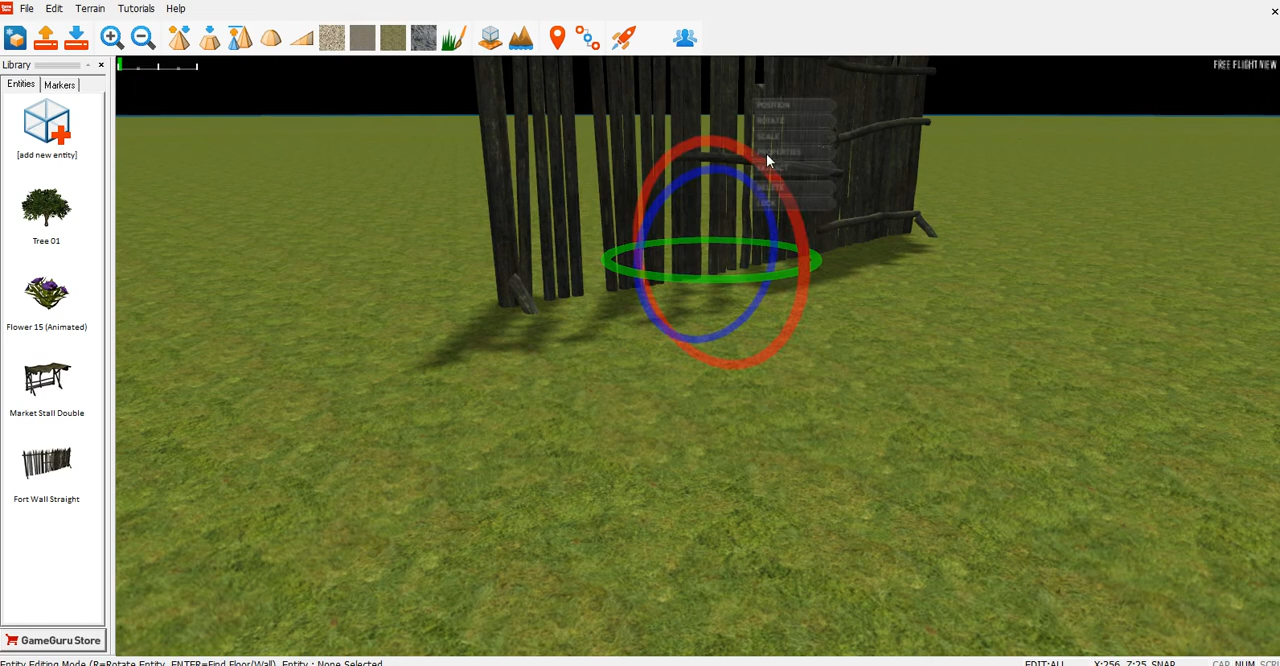 File Edit Terrain Tutorials Help
Library
Entities Markers
[add new entity]
Tree 01
Flower 15 (Animated)
Market Stall Double
Fort Wall Straight
GameGuru Store
FREE FLIGHT VIEW
POSITION
ROTATE
SCALE
PROPERTIES
EXTRACT
DELETE
LOCK
Entity Editing Mode (R=Rotate Entity, ENTER=Find Floor(Wall), Entity : None Selected
EDIT:ALL X:256 Z:25 SNAP CAP NUM SCRL